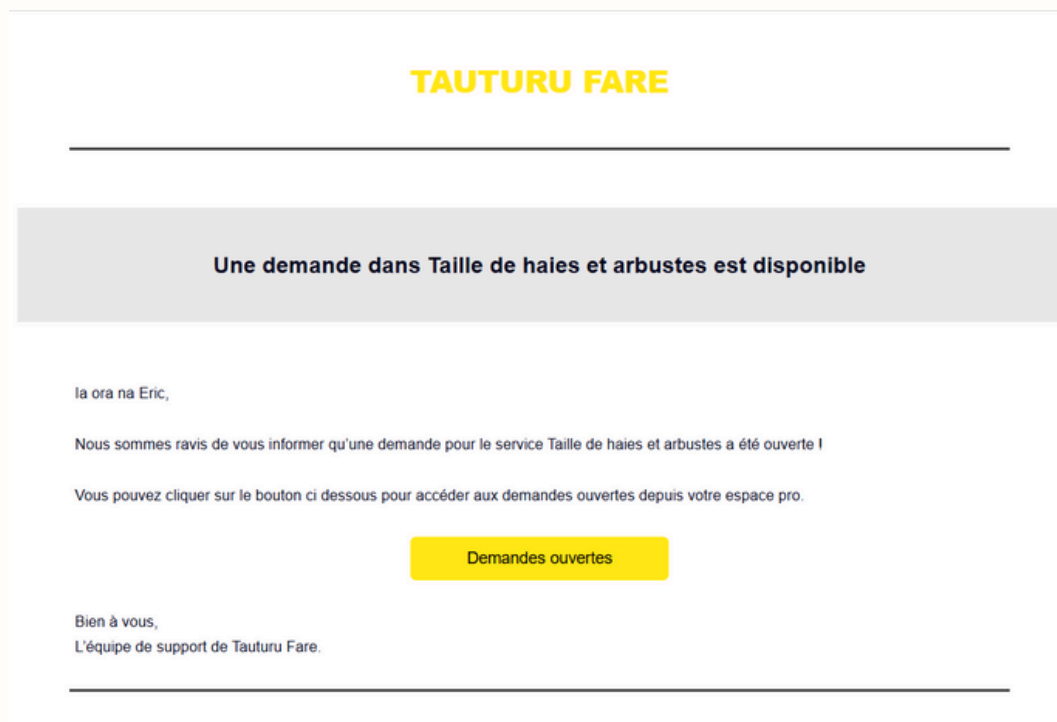 TAUTURU FARE
Une demande dans Taille de haies et arbustes est disponible
Ia ora na Eric,
Nous sommes ravis de vous informer qu'une demande pour le service Taille de haies et arbustes a été ouverte !
Vous pouvez cliquer sur le bouton ci dessous pour accéder aux demandes ouvertes depuis votre espace pro.
Demandes ouvertes
Bien à vous,
L'équipe de support de Tauturu Fare.